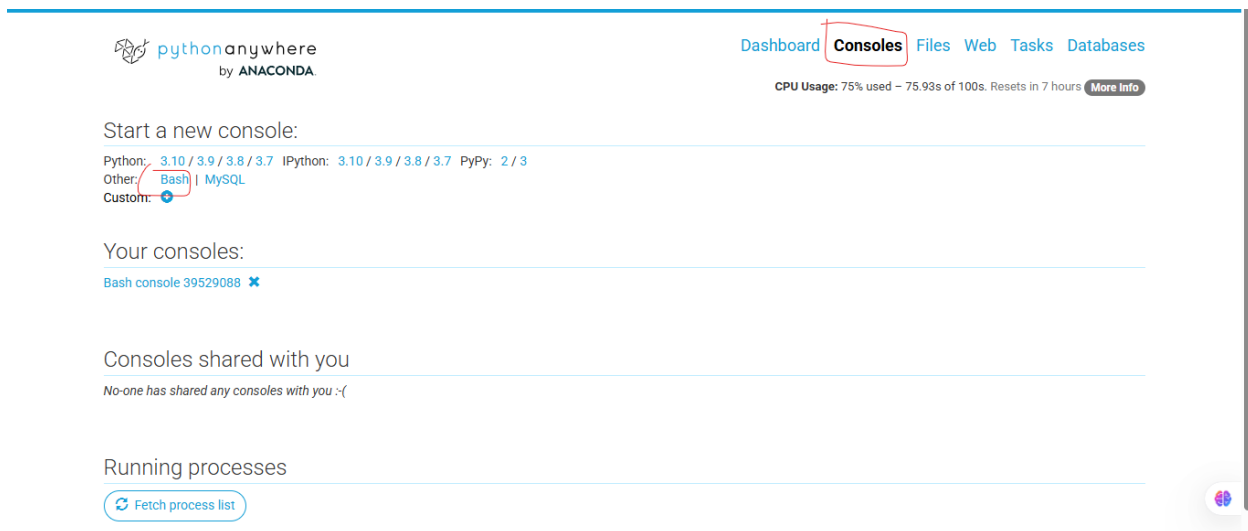 pythonanywhere
by ANACONDA.
Dashboard Consoles Files Web Tasks Databases
CPU Usage: 75% used – 75.93s of 100s. Resets in 7 hours More Info
Start a new console:
Python: 3.10 / 3.9 / 3.8 / 3.7 IPython: 3.10 / 3.9 / 3.8 / 3.7 PyPy: 2 / 3
Other: Bash | MySQL
Custom:
Your consoles:
Bash console 39529088
Consoles shared with you
No-one has shared any consoles with you :-(
Running processes
Fetch process list